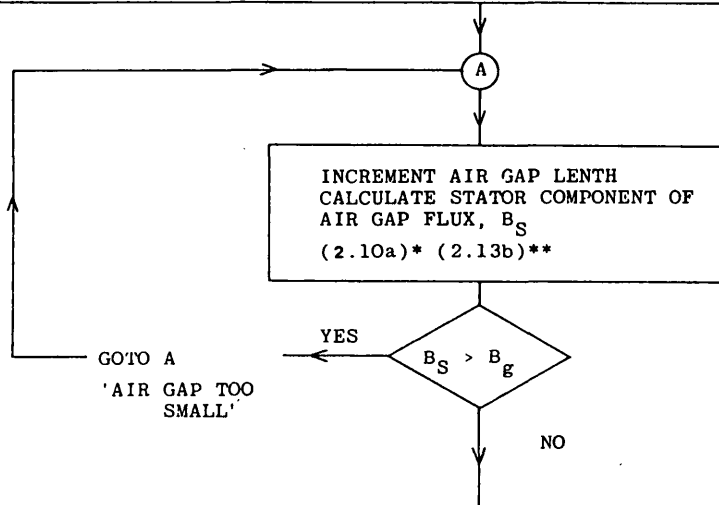 A
INCREMENT AIR GAP LENTH
CALCULATE STATOR COMPONENT OF
AIR GAP FLUX, B_S
(2.10a)* (2.13b)**
YES
B_S > B_g
GOTO A
'AIR GAP TOO
SMALL'
NO